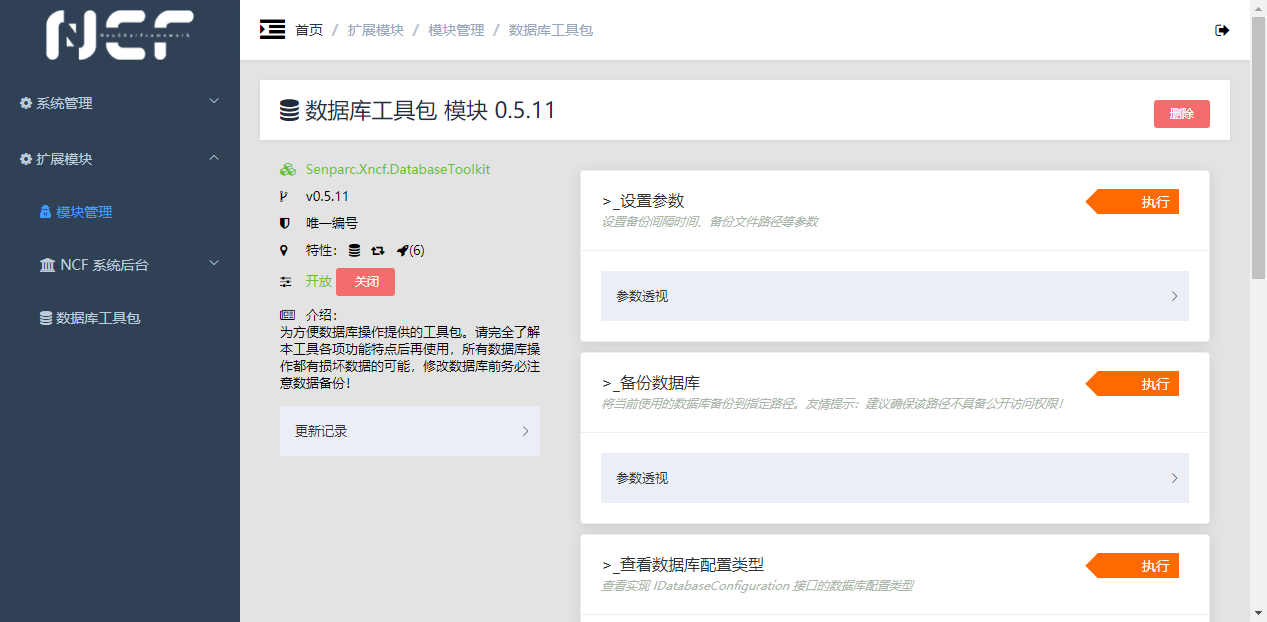 NCF
NeuCharFramework
首页 / 扩展模块 / 模块管理 / 数据库工具包
系统管理
扩展模块
模块管理
NCF 系统后台
数据库工具包
数据库工具包 模块 0.5.11
删除
Senparc.Xncf.DatabaseToolkit
v0.5.11
唯一编号
特性：
(6)
开放
关闭
介绍：
为方便数据库操作提供的工具包。请完全了解
本工具各项功能特点后再使用，所有数据库操
作都有损坏数据的可能，修改数据库前务必注
意数据备份！
更新记录
>_设置参数
执行
设置备份间隔时间、备份文件路径等参数
参数透视
>_备份数据库
执行
将当前使用的数据库备份到指定路径。友情提示：建议确保该路径不具备公开访问权限！
参数透视
>_查看数据库配置类型
执行
查看实现 IDatabaseConfiguration 接口的数据库配置类型